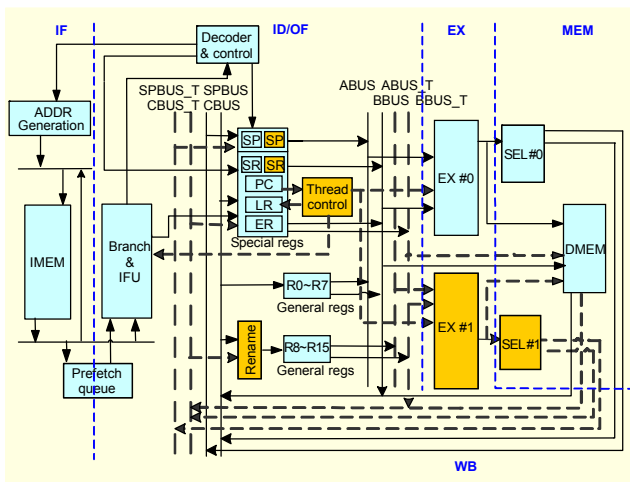 IF
ID/OF
EX
MEM
Decoder
& control
SPBUS_T SPBUS
CBUS_T CBUS
ABUS ABUS_T
BBUS BBUS_T
ADDR
Generation
SP SP
SR SR
PC
LR
ER
Special regs
Thread
control
EX #0
SEL#0
IMEM
Branch
&
IFU
DMEM
R0~R7
General regs
Rename
R8~R15
General regs
EX #1
SEL#1
Prefetch
queue
WB